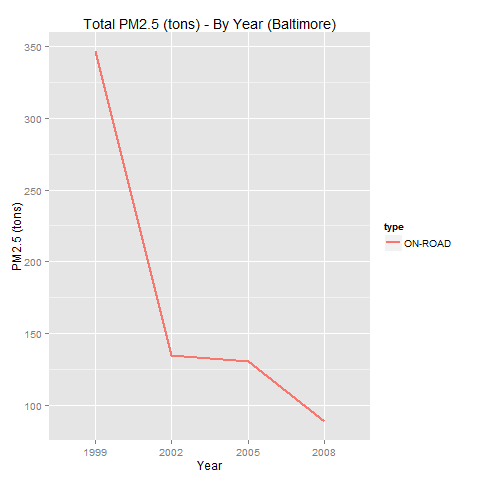 Total PM2.5 (tons) - By Year (Baltimore)
350
300
250
200
150
100
PM2.5 (tons)
1999 2002 2005 2008
Year
type
ON-ROAD